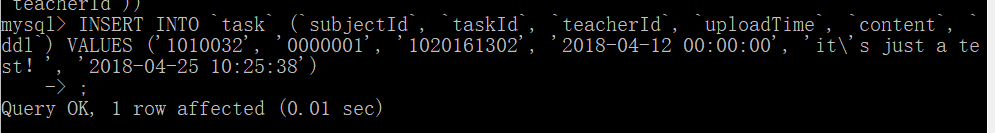 teacherId`))
mysql> INSERT INTO `task` (`subjectId`, `taskId`, `teacherId`, `uploadTime`, `content`, `
ddl`) VALUES ('1010032', '0000001', '1020161302', '2018-04-12 00:00:00', 'it\'s just a te
st!', '2018-04-25 10:25:38')
    -> ;
Query OK, 1 row affected (0.01 sec)